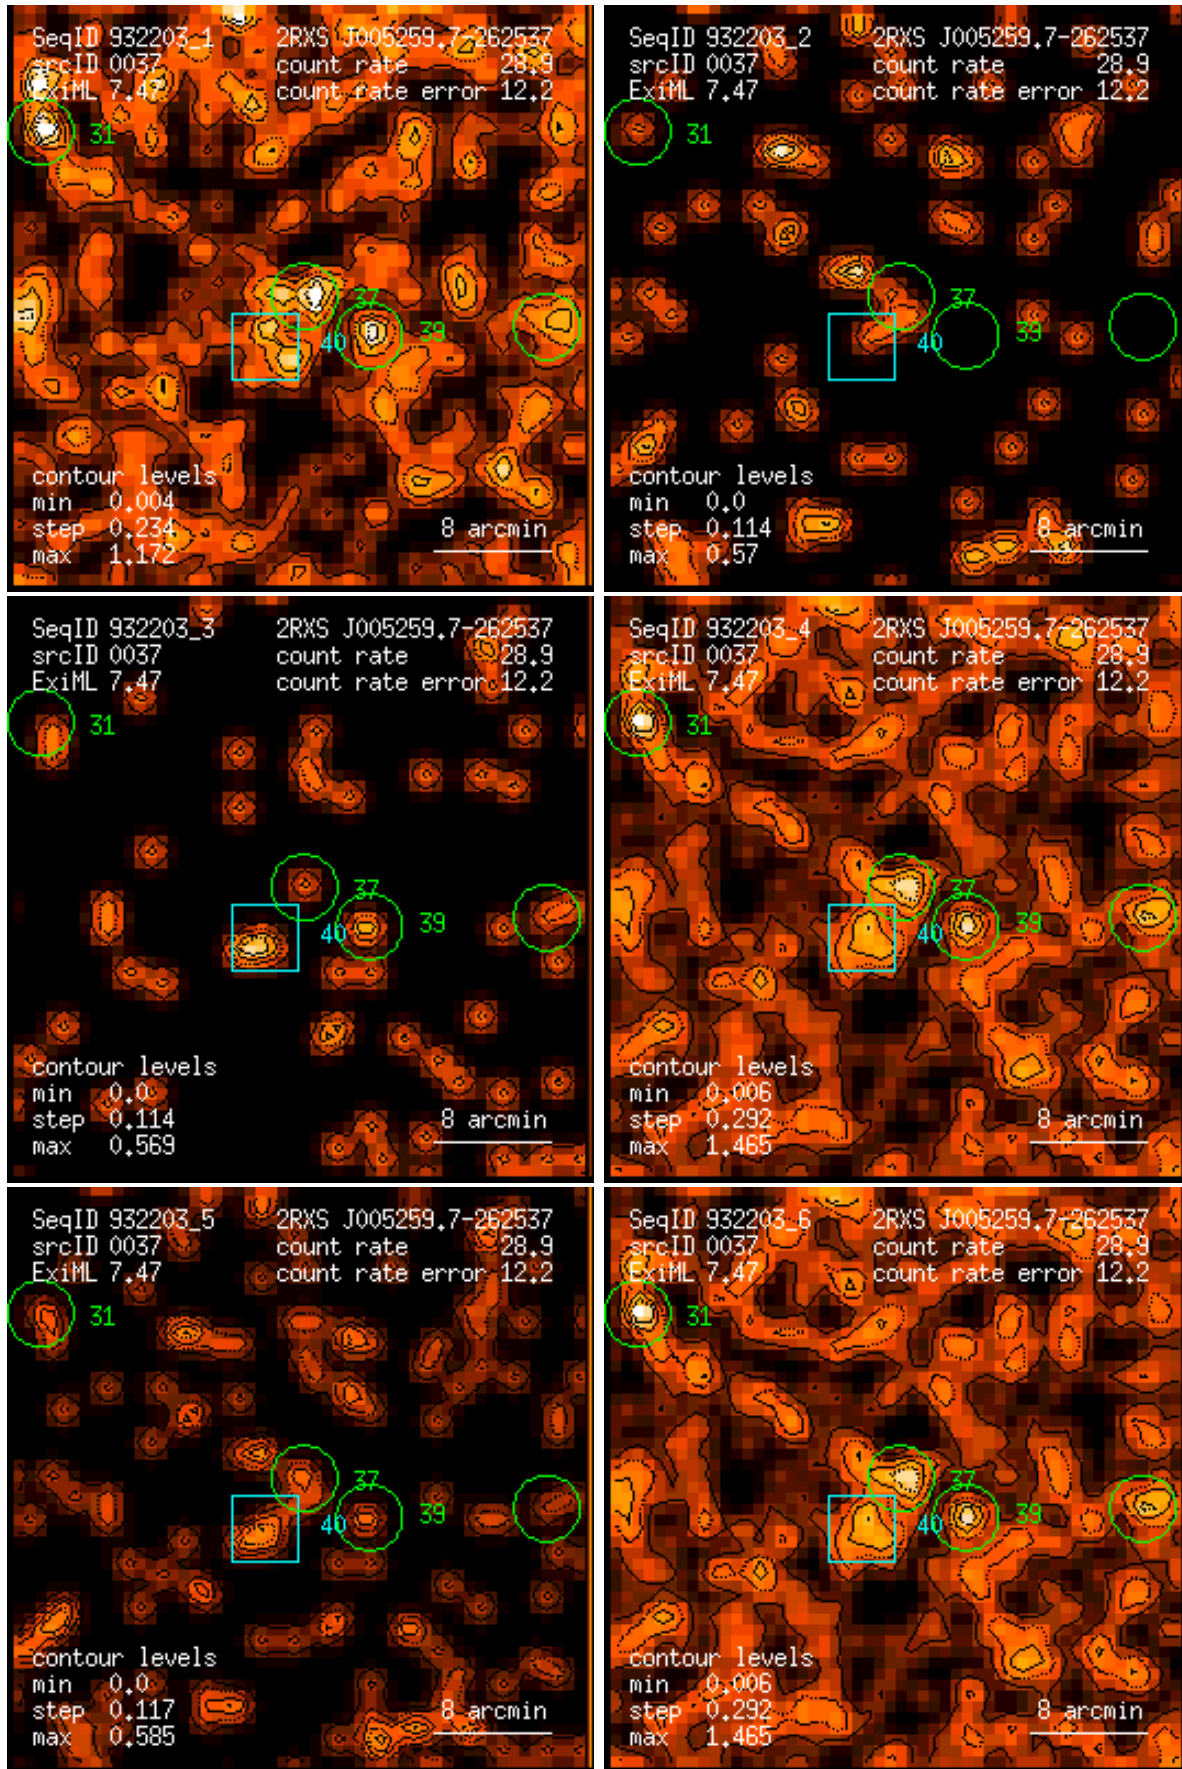 SeqID 932203_1 2RXS J005259.7-262537
srcID 0037 count rate 28.9
ExiML 7.47 count rate error 12.2
31
37
39
40
contour levels
min 0.004
step 0.234 8 arcmin
max 1.172
SeqID 932203_2 2RXS J005259.7-262537
srcID 0037 count rate 28.9
ExiML 7.47 count rate error 12.2
31
37
39
40
contour levels
min 0.0
step 0.114 8 arcmin
max 0.57
SeqID 932203_3 2RXS J005259.7-262537
srcID 0037 count rate 28.9
ExiML 7.47 count rate error 12.2
31
37
39
40
contour levels
min 0.0
step 0.114 8 arcmin
max 0.569
SeqID 932203_4 2RXS J005259.7-262537
srcID 0037 count rate 28.9
ExiML 7.47 count rate error 12.2
31
37
39
40
contour levels
min 0.006
step 0.292 8 arcmin
max 1.465
SeqID 932203_5 2RXS J005259.7-262537
srcID 0037 count rate 28.9
ExiML 7.47 count rate error 12.2
31
37
39
40
contour levels
min 0.0
step 0.117 8 arcmin
max 0.585
SeqID 932203_6 2RXS J005259.7-262537
srcID 0037 count rate 28.9
ExiML 7.47 count rate error 12.2
31
37
39
40
contour levels
min 0.006
step 0.292 8 arcmin
max 1.465